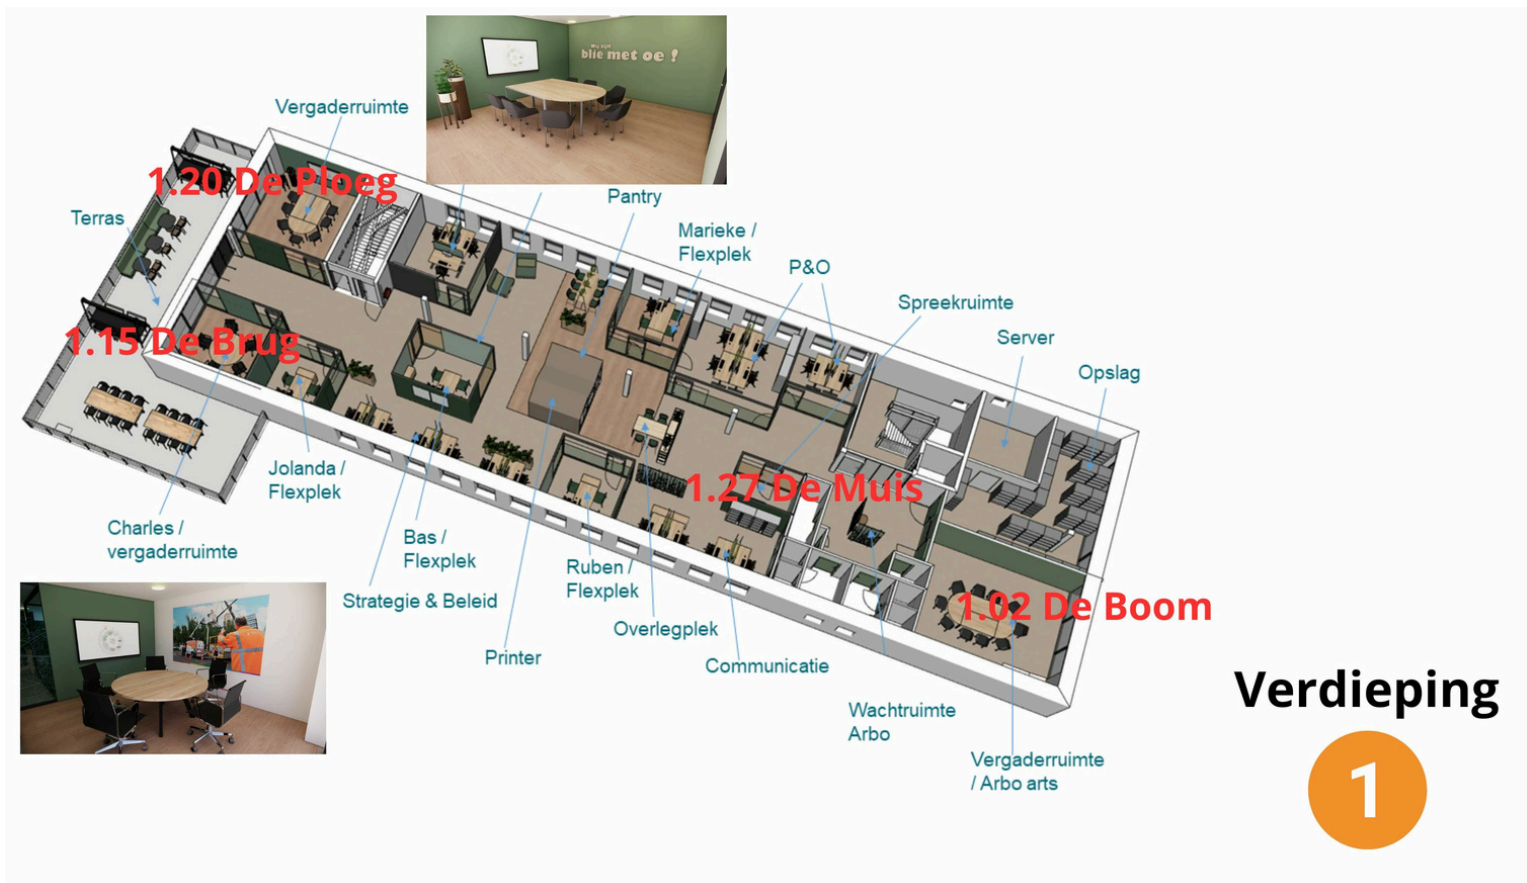 wij zijn
blie met oe !
Vergaderruimte
1.20 De Ploeg
Pantry
Terras
Marieke /
Flexplek
P&O
Spreekruimte
Server
Opslag
1.15 De Brug
Jolanda /
Flexplek
1.27 De Muis
Charles /
vergaderruimte
Bas /
Flexplek
Ruben /
Flexplek
Strategie & Beleid
Overlegplek
1.02 De Boom
Printer
Communicatie
Verdieping
1
Wachtruimte
Arbo
Vergaderruimte
/ Arbo arts